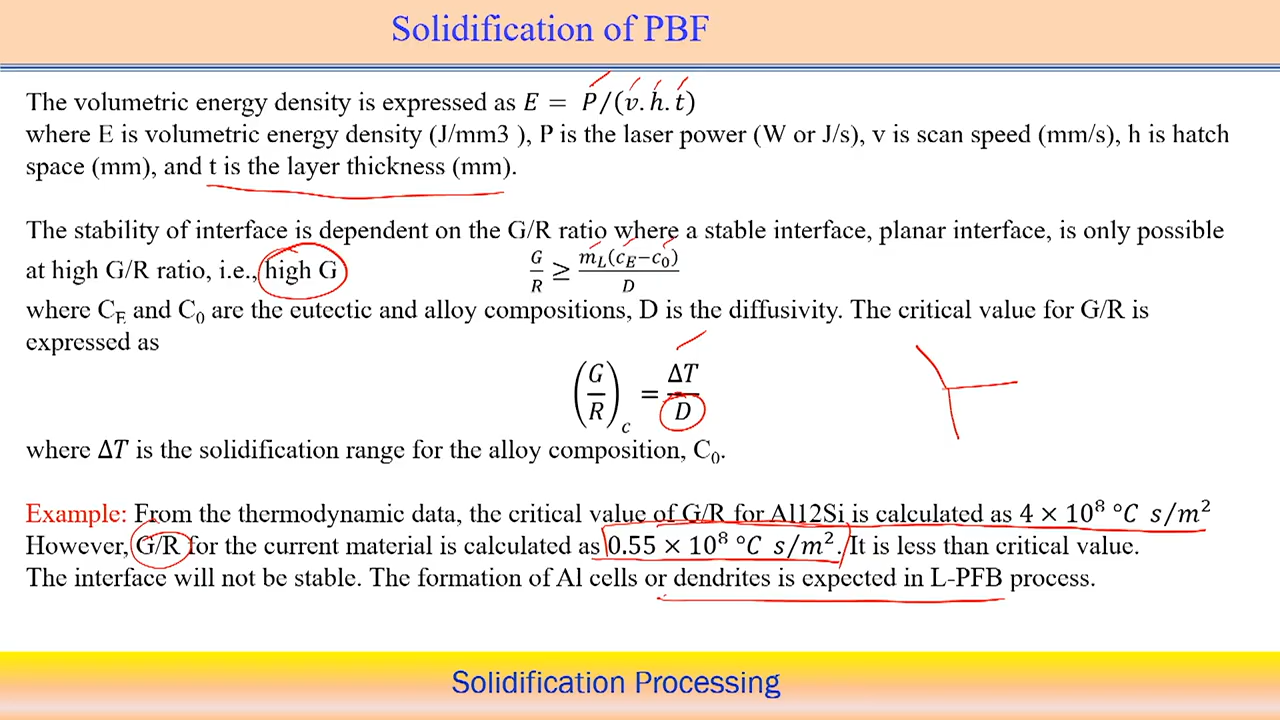 Solidification of PBF
The volumetric energy density is expressed as E = P/(v.h.t)
where E is volumetric energy density (J/mm3 ), P is the laser power (W or J/s), v is scan speed (mm/s), h is hatch
space (mm), and t is the layer thickness (mm).
The stability of interface is dependent on the G/R ratio where a stable interface, planar interface, is only possible
at high G/R ratio, i.e., high G G/R ≥ m_L(c_E−c_0)/D
where C_E and C_0 are the eutectic and alloy compositions, D is the diffusivity. The critical value for G/R is
expressed as
(G/R)_c = ΔT/D
where ΔT is the solidification range for the alloy composition, C_0.
Example: From the thermodynamic data, the critical value of G/R for Al12Si is calculated as 4 × 10^8 °C s/m^2
However, G/R for the current material is calculated as 0.55 × 10^8 °C s/m^2. It is less than critical value.
The interface will not be stable. The formation of Al cells or dendrites is expected in L-PFB process.
Solidification Processing